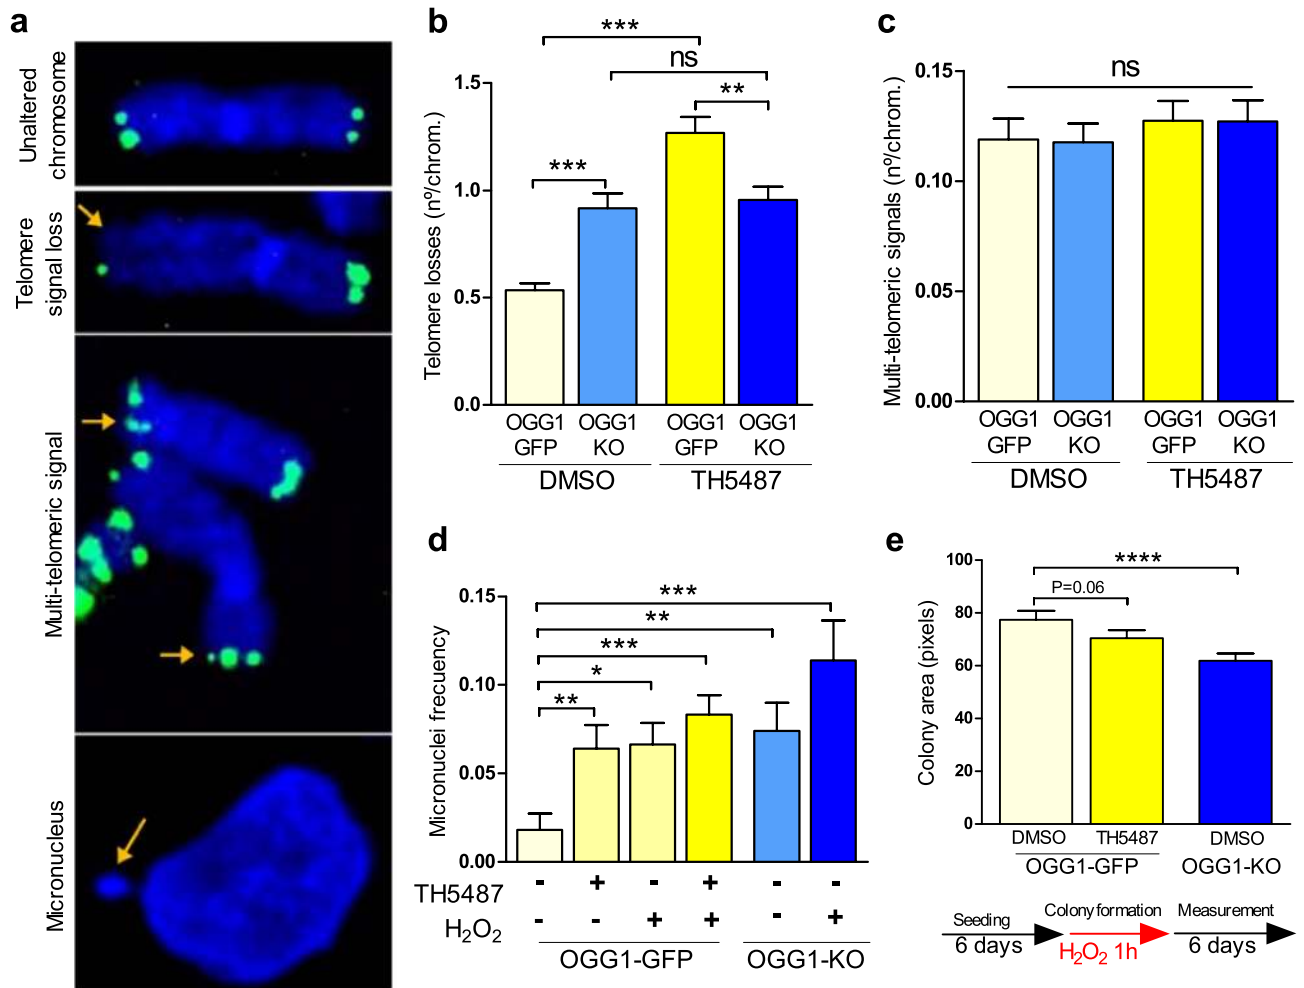 a
Unaltered
chromosome
Telomere
signal loss
Multi-telomeric signal
Micronucleus
b
***
ns
**
***
Telomere losses (nº/chrom.)
1.5
1.0
0.5
0.0
OGG1 OGG1 OGG1 OGG1
GFP KO GFP KO
DMSO TH5487
c
ns
Multi-telomeric signals (nº/chrom.)
0.15
0.10
0.05
0.00
OGG1 OGG1 OGG1 OGG1
GFP KO GFP KO
DMSO TH5487
d
***
**
***
*
**
Micronuclei frecuency
0.15
0.10
0.05
0.00
TH5487 - + - + - -
H2O2 - - + + - +
OGG1-GFP OGG1-KO
e
****
P=0.06
Colony area (pixels)
100
80
60
40
20
0
DMSO TH5487 DMSO
OGG1-GFP OGG1-KO
Seeding Colony formation Measurement
6 days H2O2 1h 6 days